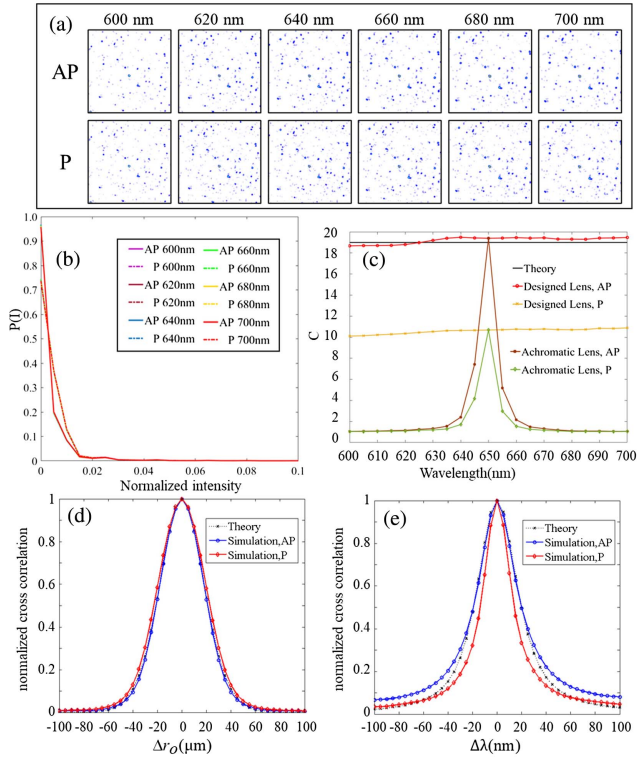 (a)
600 nm 620 nm 640 nm 660 nm 680 nm 700 nm
AP
P
(b)
P(I)
1.0
0.9
0.8
0.7
0.6
0.5
0.4
0.3
0.2
0.1
0
0 0.02 0.04 0.06 0.08 0.1
Normalized intensity
AP 600nm AP 660nm
P 600nm P 660nm
AP 620nm AP 680nm
P 620nm P 680nm
AP 640nm AP 700nm
P 640nm P 700nm
(c)
C
20
18
16
14
12
10
8
6
4
2
0
600 610 620 630 640 650 660 670 680 690 700
Wavelength(nm)
Theory
Designed Lens, AP
Designed Lens, P
Achromatic Lens, AP
Achromatic Lens, P
(d)
normalized cross correlation
1
0.8
0.6
0.4
0.2
0
-100 -80 -60 -40 -20 0 20 40 60 80 100
Δr_O(μm)
Theory
Simulation,AP
Simulation,P
(e)
normalized cross correlation
1
0.8
0.6
0.4
0.2
0
-100 -80 -60 -40 -20 0 20 40 60 80 100
Δλ(nm)
Theory
Simulation,AP
Simulation,P